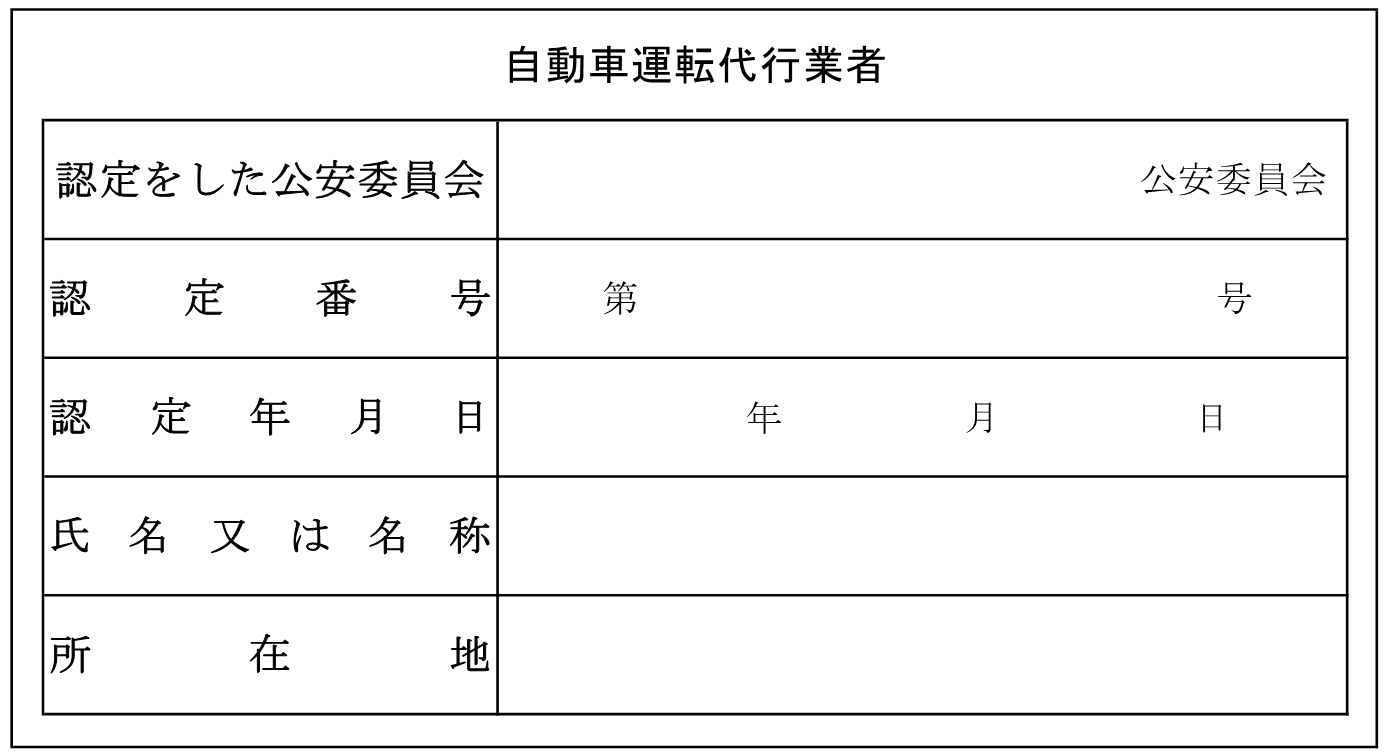 自動車運転代行業者
認定をした公安委員会 公安委員会
認定番号 第 号
認定年月日 年 月 日
氏名又は名称
所在地